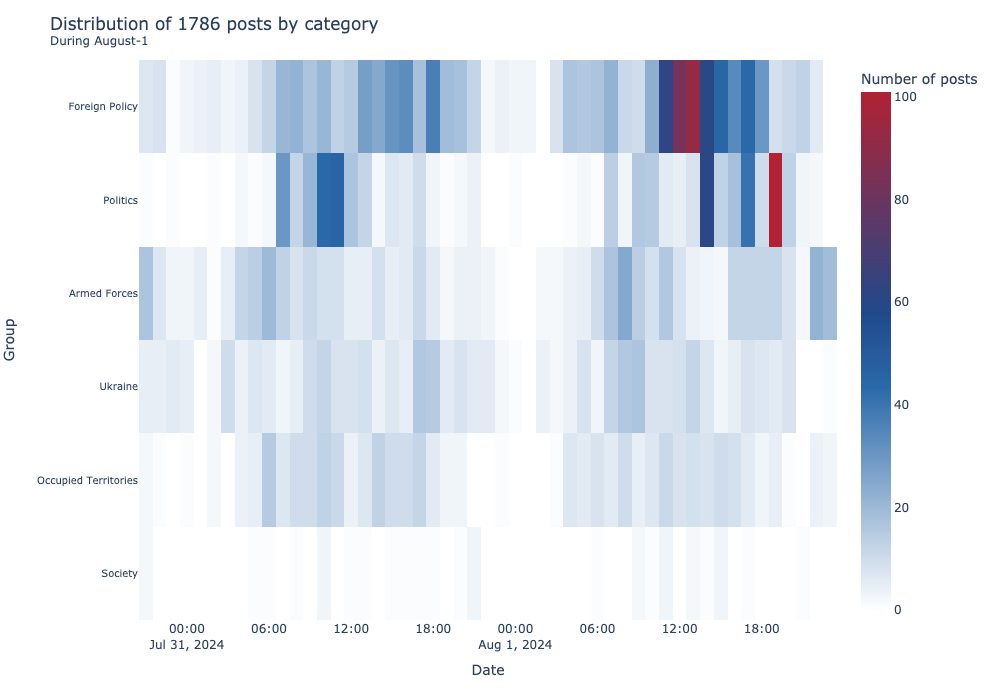 Distribution of 1786 posts by category
During August-1
Number of posts
100
80
60
40
20
0
Group
Foreign Policy
Politics
Armed Forces
Ukraine
Occupied Territories
Society
00:00
Jul 31, 2024
06:00
12:00
18:00
00:00
Aug 1, 2024
06:00
12:00
18:00
Date